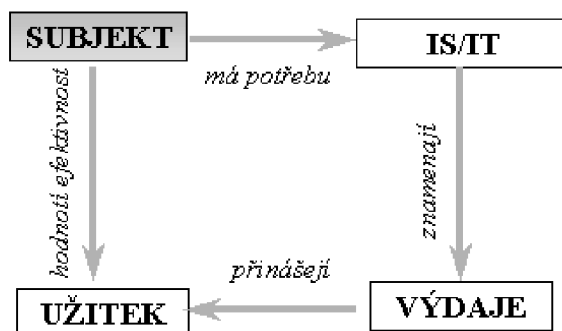 SUBJEKT
IS/IT
má potřebu
hodnotí efektivnost
znamenají
přinášejí
UŽITEK
VÝDAJE